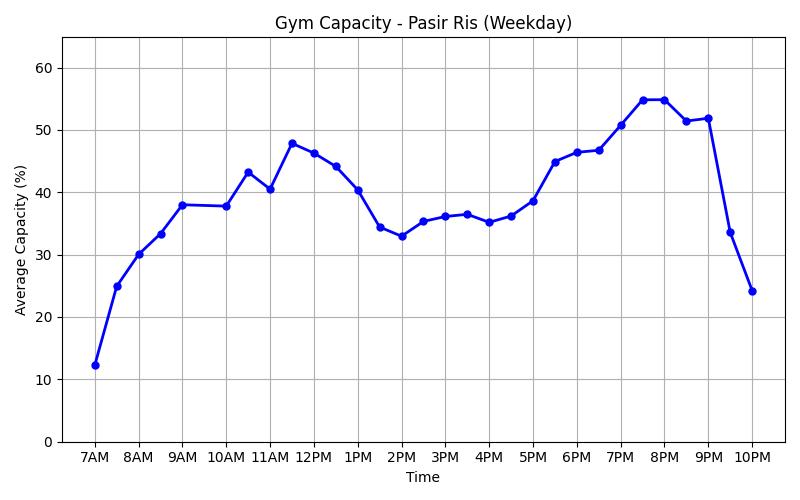 Gym Capacity - Pasir Ris (Weekday)
Average Capacity (%)
60
50
40
30
20
10
0
7AM 8AM 9AM 10AM 11AM 12PM 1PM 2PM 3PM 4PM 5PM 6PM 7PM 8PM 9PM 10PM
Time